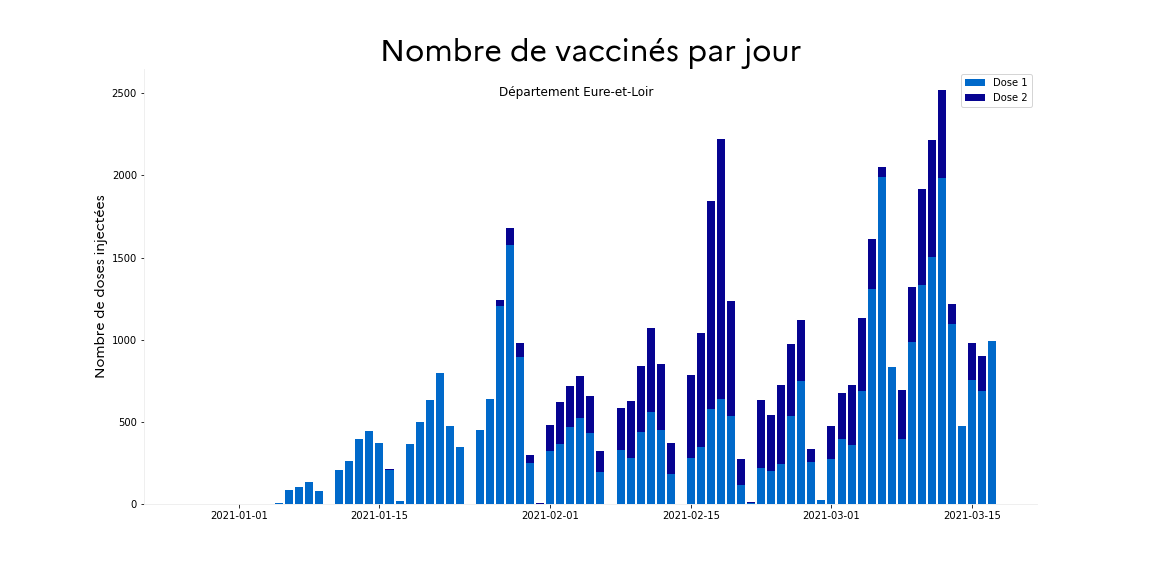 Nombre de vaccinés par jour
Département Eure-et-Loir
Dose 1
Dose 2
Nombre de doses injectées
2500
2000
1500
1000
500
0
2021-01-01
2021-01-15
2021-02-01
2021-02-15
2021-03-01
2021-03-15